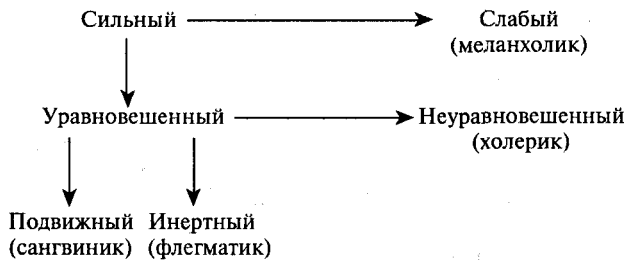 Сильный Слабый
(меланхолик)
Уравновешенный Неуравновешенный
(холерик)
Подвижный Инертный
(сангвиник) (флегматик)